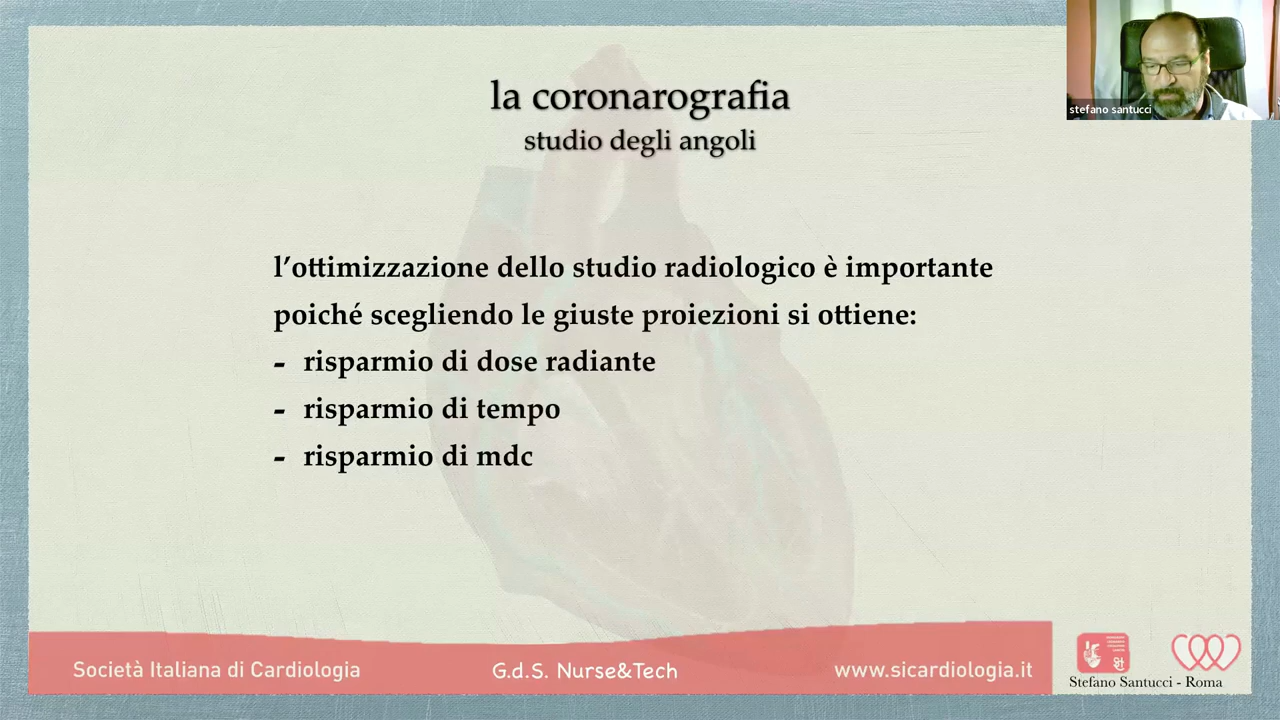 la coronarografia
studio degli angoli
stefano santucci
l’ottimizzazione dello studio radiologico è importante
poiché scegliendo le giuste proiezioni si ottiene:
- risparmio di dose radiante
- risparmio di tempo
- risparmio di mdc
Società Italiana di Cardiologia
G.d.S. Nurse&Tech
www.sicardiologia.it
Stefano Santucci - Roma